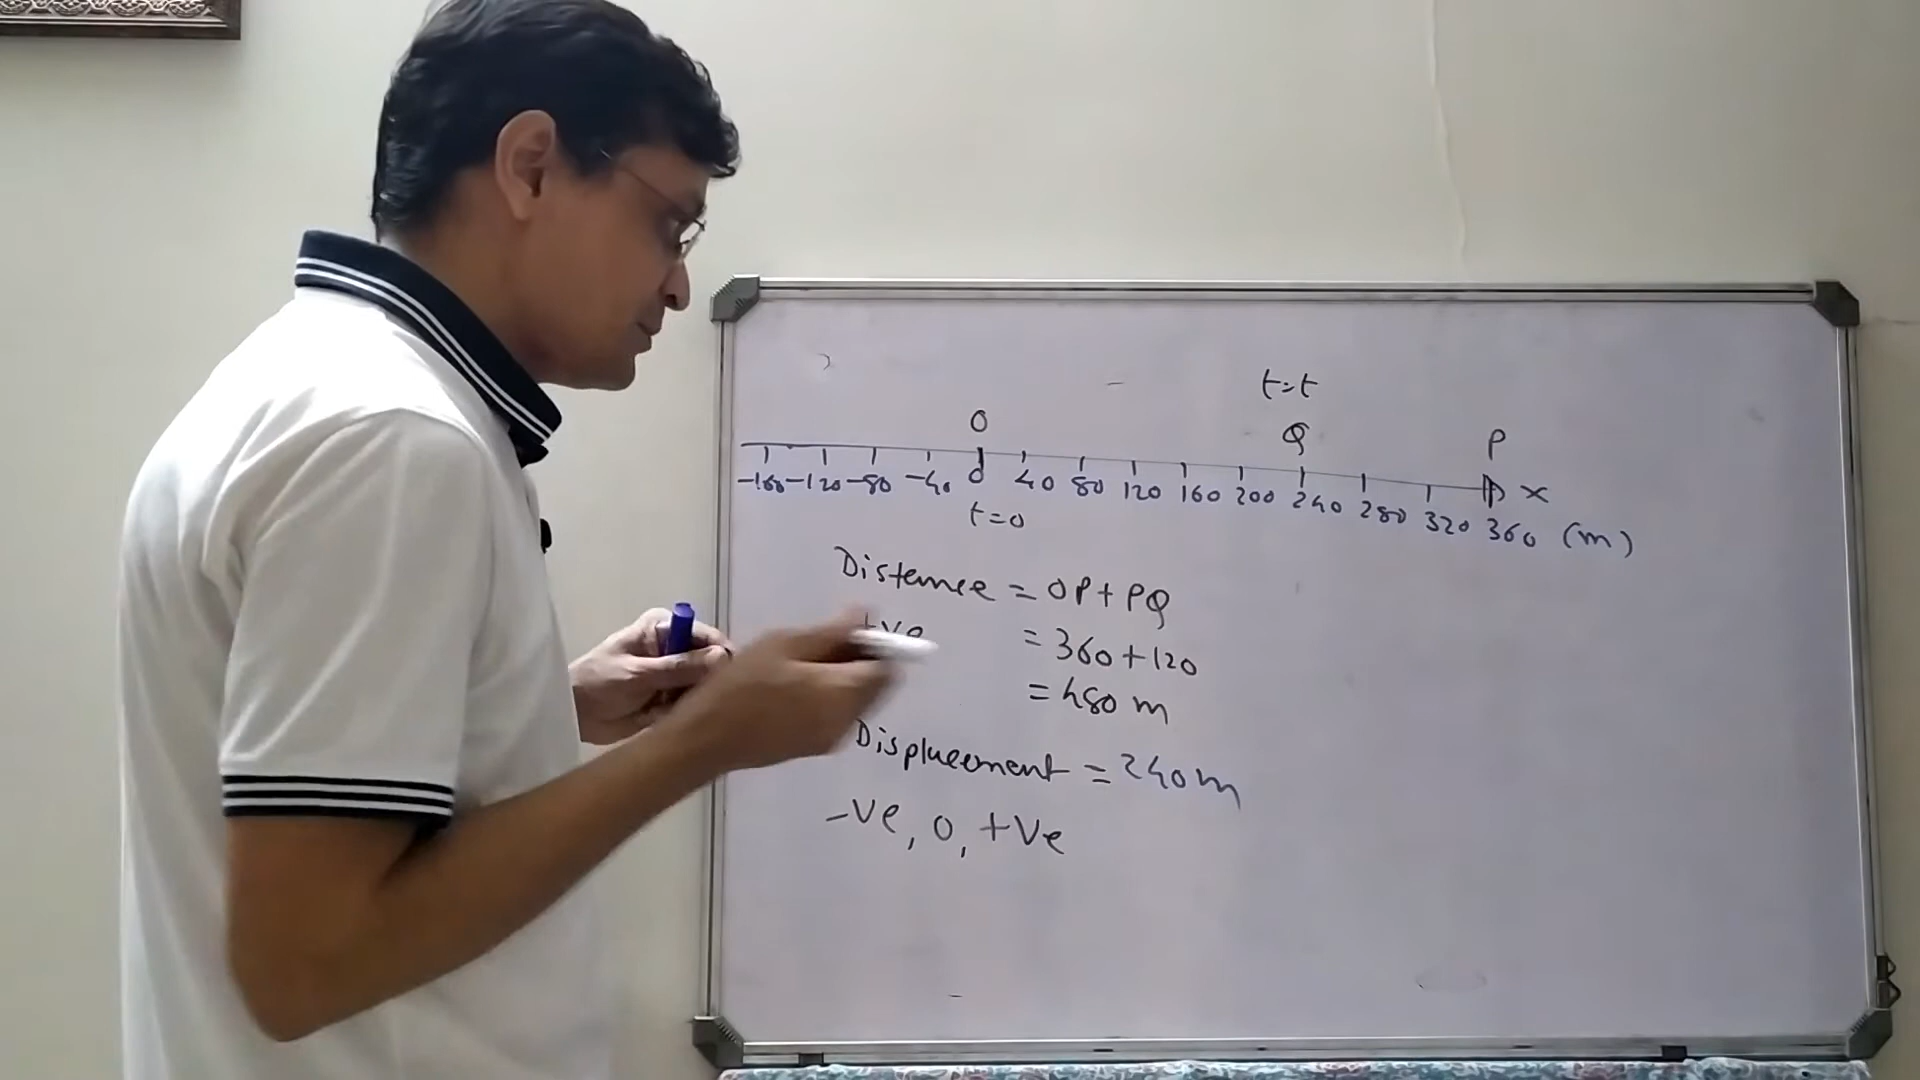 t=t
O Q P
-160 -120 -80 -40 0 40 80 120 160 200 240 280 320 360 (m) x
t=0
Distance = OP + PQ
+ve = 360 + 120
= 480 m
Displacement = 240 m
-ve, 0, +ve